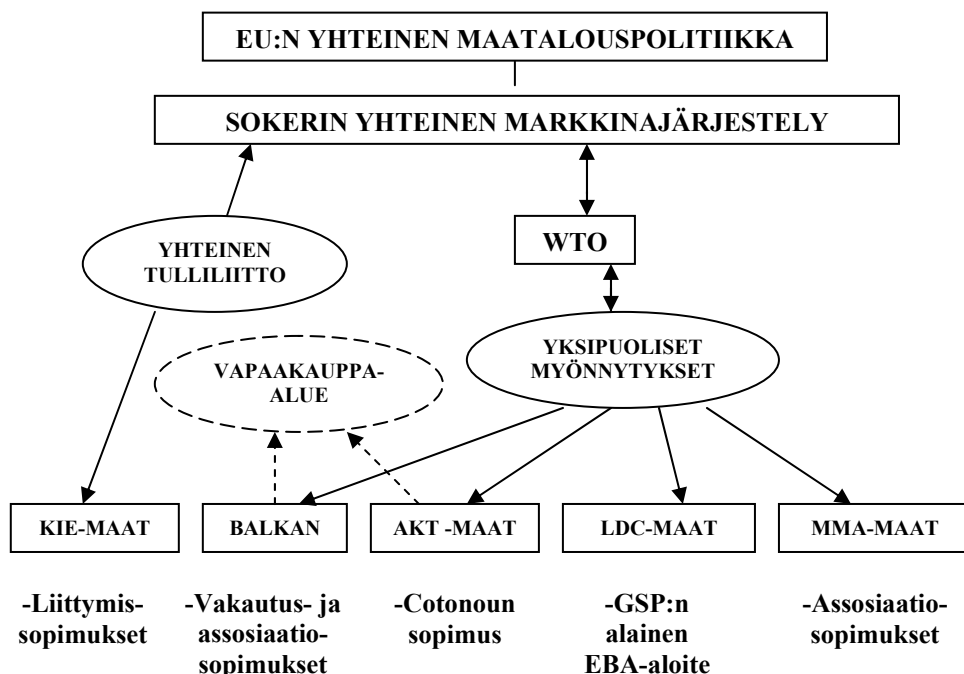 EU:N YHTEINEN MAATALOUSPOLITIIKKA
SOKERIN YHTEINEN MARKKINAJÄRJESTELY
YHTEINEN
TULLILIITTO
WTO
VAPAAKAUPPA-
ALUE
YKSIPUOLISET
MYÖNNYTYKSET
KIE-MAAT
BALKAN
AKT -MAAT
LDC-MAAT
MMA-MAAT
-Liittymis-
sopimukset
-Vakautus- ja
assosiaatio-
sopimukset
-Cotonoun
sopimus
-GSP:n
alainen
EBA-aloite
-Assosiaatio-
sopimukset